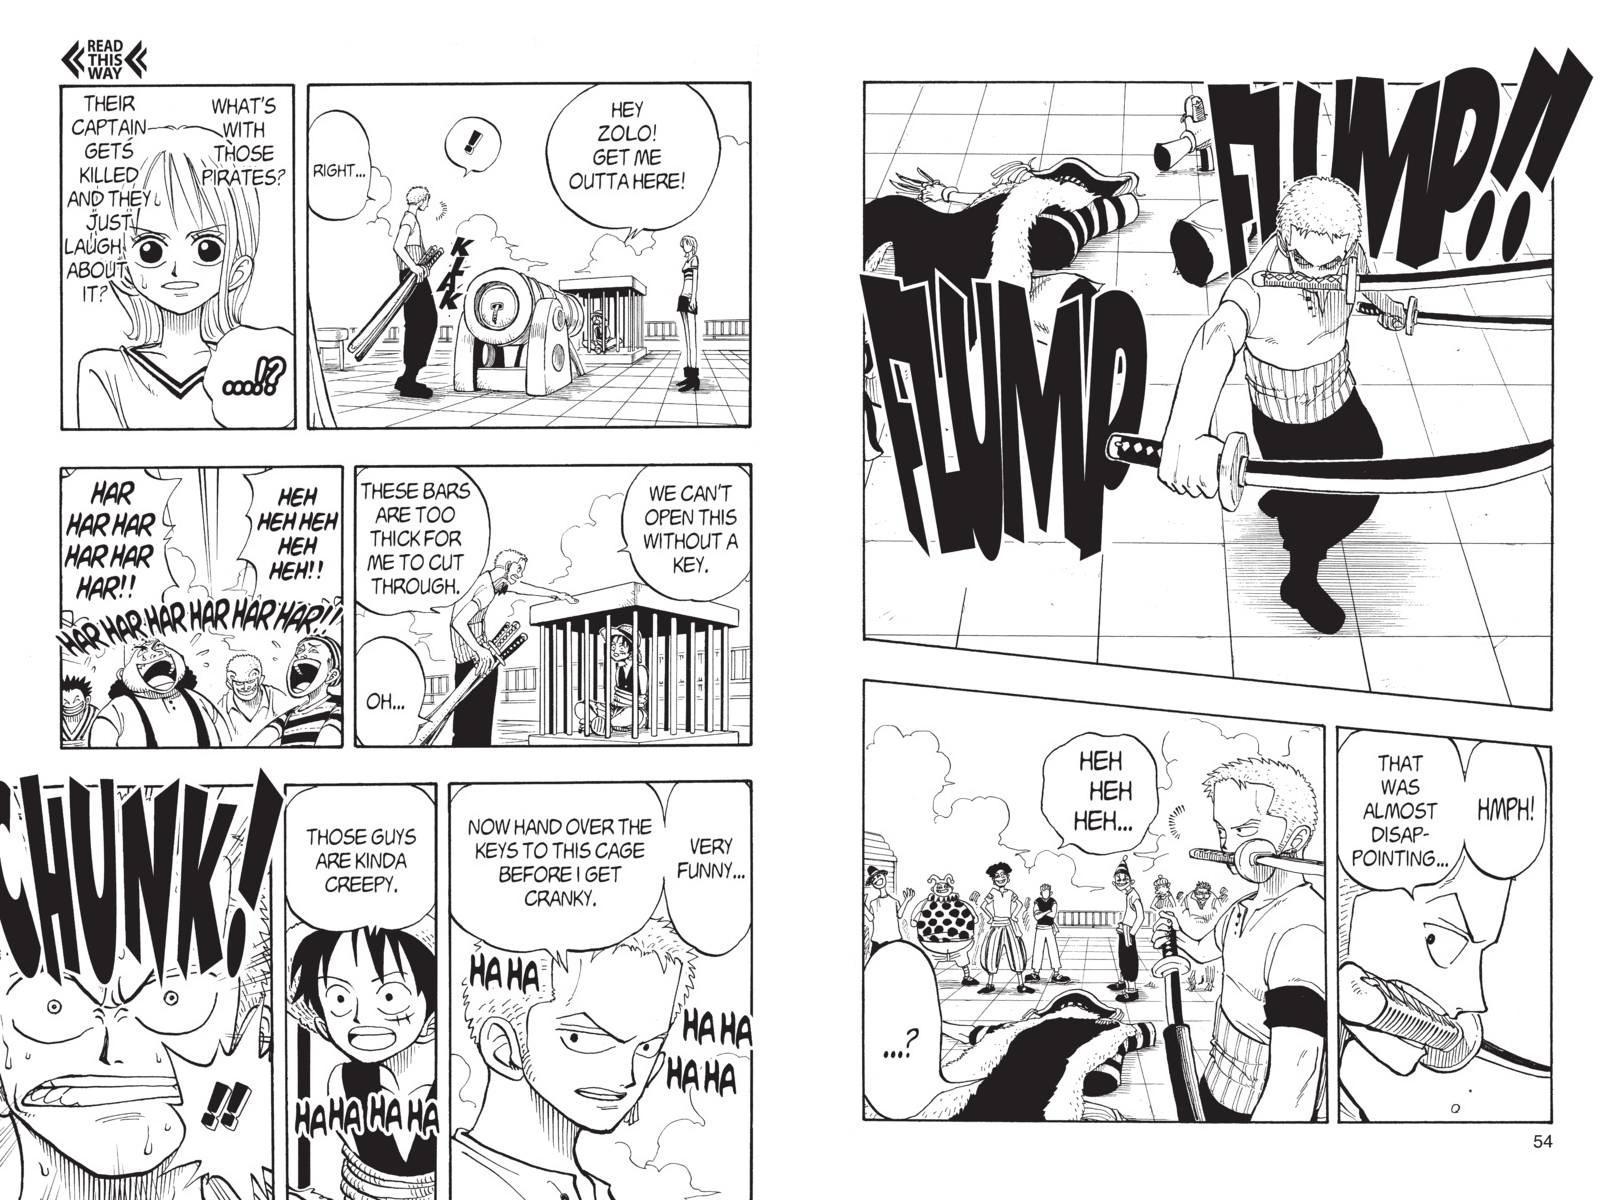 FLUMP!!
FLUMP
HMPH!
THAT
WAS
ALMOST
DISAP-
POINTING...
HEH
HEH
HEH...
...?
54
READ
THIS
WAY
HEY
ZOLO!
GET ME
OUTTA HERE!
!
KLAK
RIGHT...
WHAT'S
WITH
THOSE
PIRATES?
THEIR
CAPTAIN
GETS
KILLED
AND THEY
JUST
LAUGH
ABOUT
IT?
....!?
WE CAN'T
OPEN THIS
WITHOUT A
KEY.
THESE BARS
ARE TOO
THICK FOR
ME TO CUT
THROUGH.
OH...
HEH
HEH HEH
HEH
HEH!!
HAR
HAR HAR
HAR HAR
HAR!!
HAR HAR HAR HAR HAR HAR!!
VERY
FUNNY...
NOW HAND OVER THE
KEYS TO THIS CAGE
BEFORE I GET
CRANKY.
HA HA
HA HA
HA HA
THOSE GUYS
ARE KINDA
CREEPY.
HA HA HA HA
CHUNK!
!!